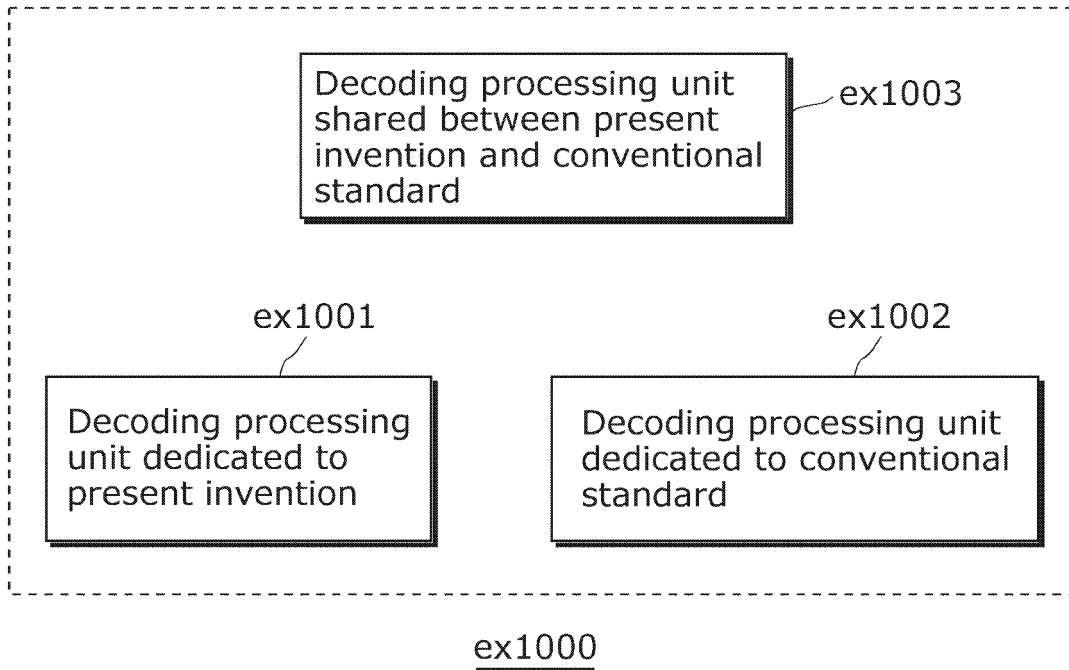 Decoding processing unit
shared between present
invention and conventional
standard
ex1003
ex1001
ex1002
Decoding processing
unit dedicated to
present invention
Decoding processing unit
dedicated to conventional
standard
ex1000